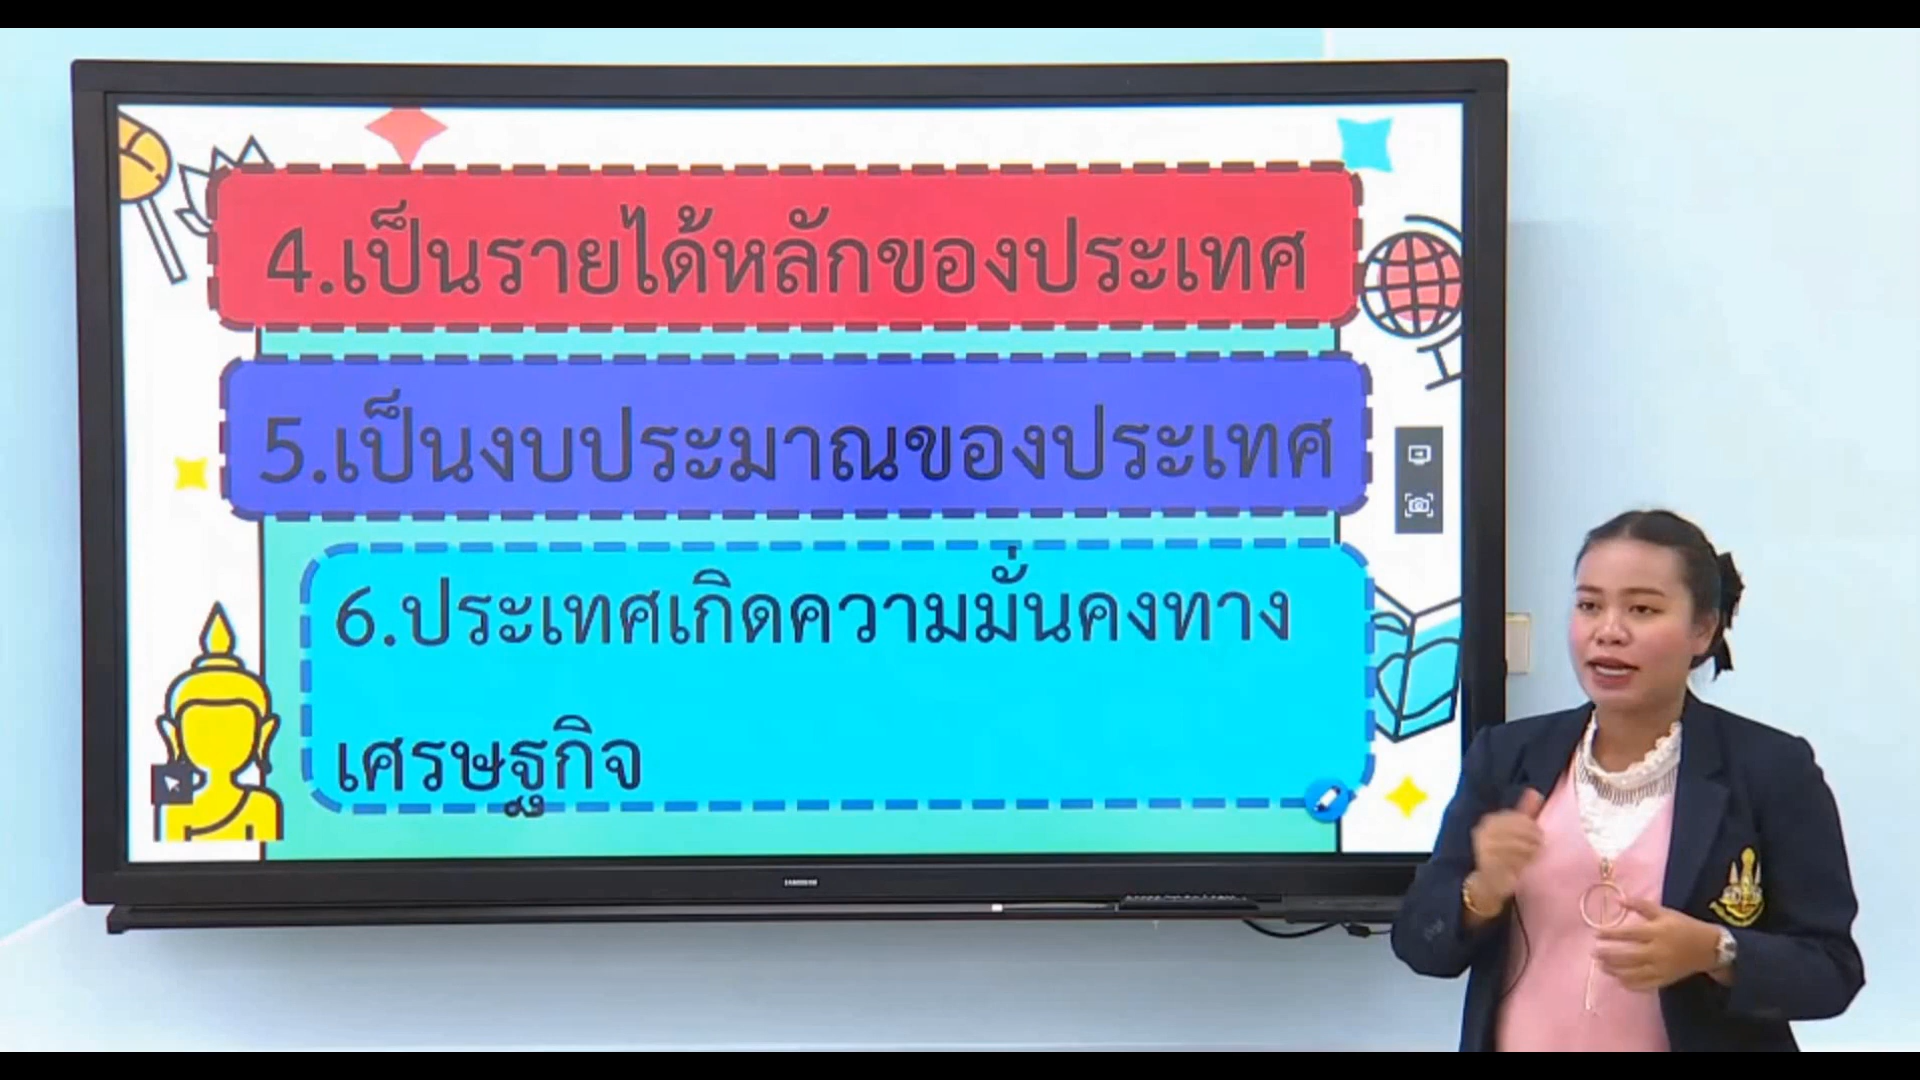 4.เป็นรายได้หลักของประเทศ
5.เป็นงบประมาณของประเทศ
6.ประเทศเกิดความมั่นคงทาง
เศรษฐกิจ
SAMSUNG